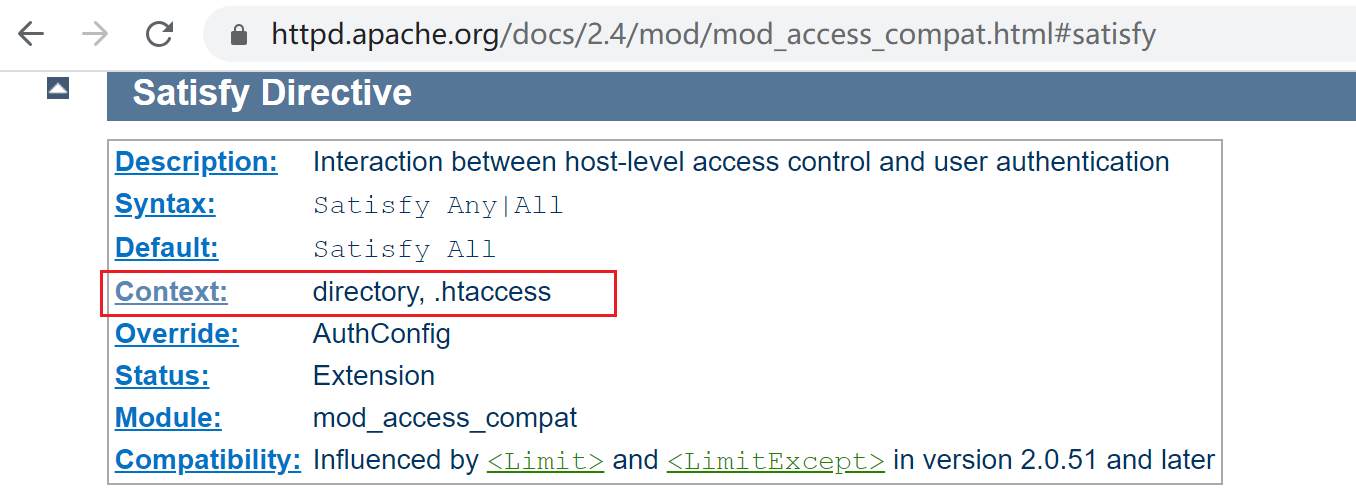 httpd.apache.org/docs/2.4/mod/mod_access_compat.html#satisfy
Satisfy Directive
Description: Interaction between host-level access control and user authentication
Syntax: Satisfy Any|All
Default: Satisfy All
Context: directory, .htaccess
Override: AuthConfig
Status: Extension
Module: mod_access_compat
Compatibility: Influenced by <Limit> and <LimitExcept> in version 2.0.51 and later